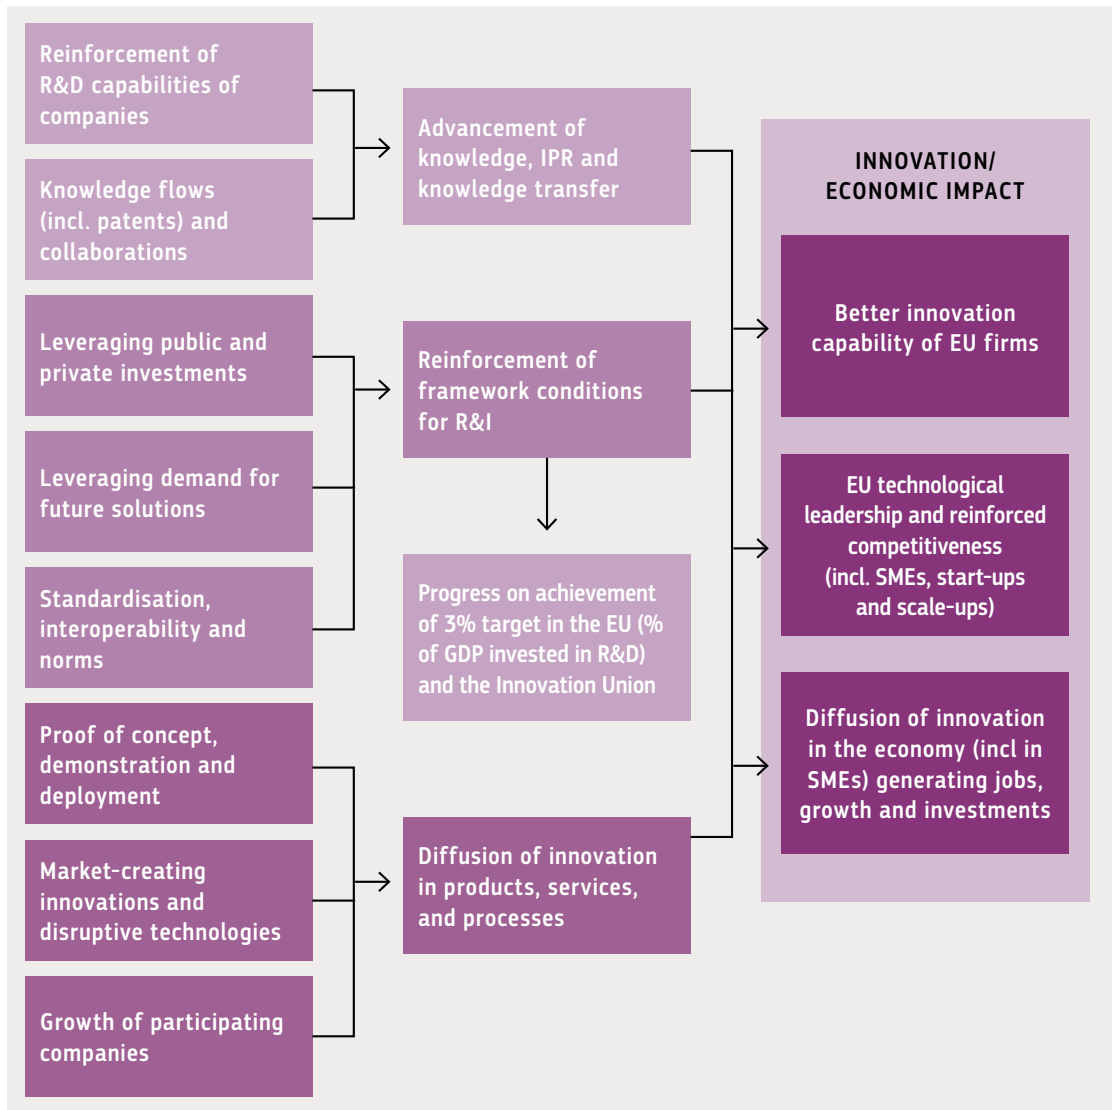 Reinforcement of
R&D capabilities of
companies
Knowledge flows
(incl. patents) and
collaborations
Leveraging public and
private investments
Leveraging demand for
future solutions
Standardisation,
interoperability and
norms
Proof of concept,
demonstration and
deployment
Market-creating
innovations and
disruptive technologies
Growth of participating
companies
Advancement of
knowledge, IPR and
knowledge transfer
Reinforcement of
framework conditions
for R&I
Progress on achievement
of 3% target in the EU (%
of GDP invested in R&D)
and the Innovation Union
Diffusion of innovation
in products, services,
and processes
INNOVATION/
ECONOMIC IMPACT
Better innovation
capability of EU firms
EU technological
leadership and reinforced
competitiveness
(incl. SMEs, start-ups
and scale-ups)
Diffusion of innovation
in the economy (incl in
SMEs) generating jobs,
growth and investments